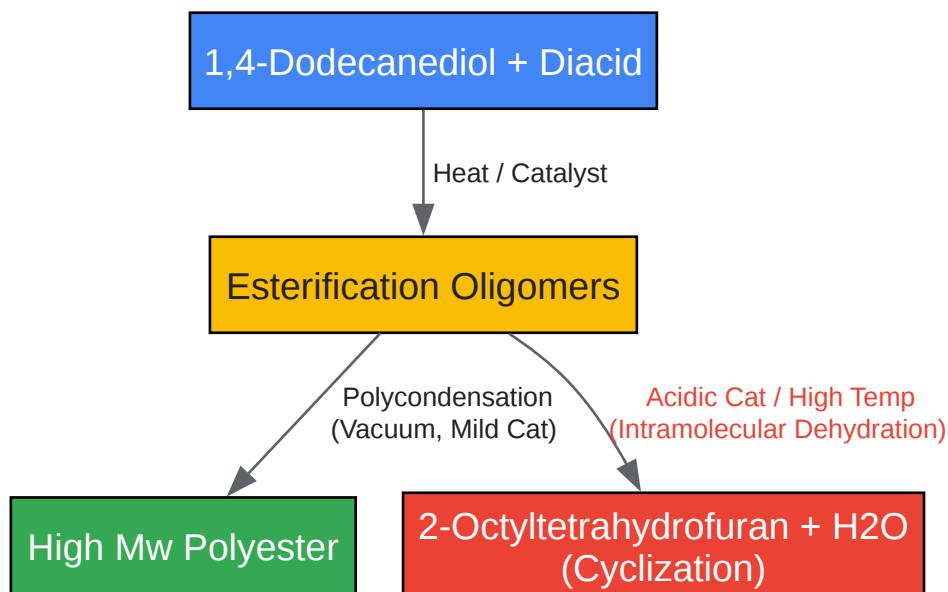 1,4-Dodecanediol + Diacid
Heat / Catalyst
Esterification Oligomers
Polycondensation
(Vacuum, Mild Cat)
Acidic Cat / High Temp
(Intramolecular Dehydration)
High Mw Polyester
2-Octyltetrahydrofuran + H2O
(Cyclization)